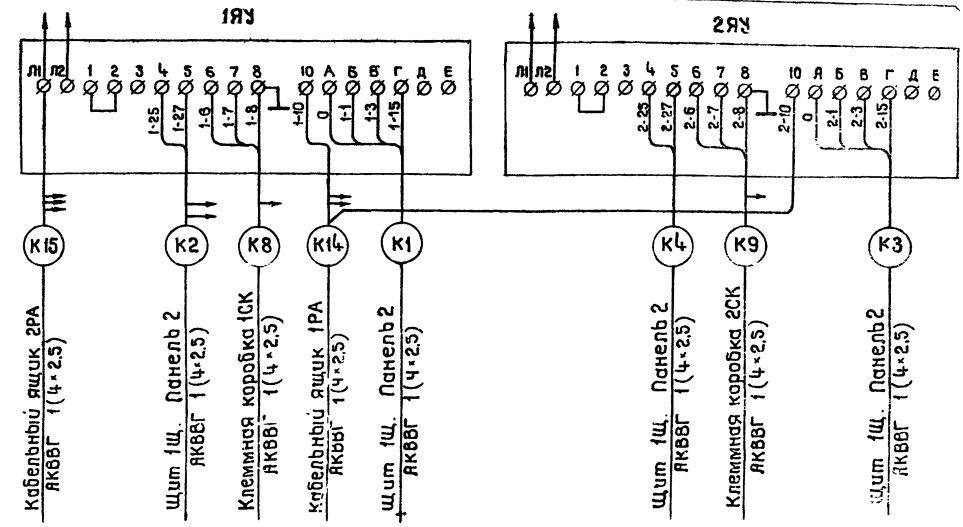 1ЯУ
2ЯУ
Л1 Л2 1 2 3 4 5 6 7 8 10 А Б В Г Д Е
Л1 Л2 1 2 3 4 5 6 7 8 10 Я Б В Г Д Е
1-25 1-27 1-6 1-7 1-8 1-10 0 1-1 1-3 1-15
2-25 2-27 2-6 2-7 2-8 2-10 0 2-1 2-3 2-15
К15 К2 К8 К14 К1 К4 К9 К3
Кабельный ящик 2РА
АКВВГ 1(4×2,5)
Щит 1Щ. Панель 2
АКВВГ 1(4×2,5)
Клеммная коробка 1СК
АКВВГ 1(4×2,5)
Кабельный ящик 1РА
АКВВГ 1(4×2,5)
Щит 1Щ. Панель 2
АКВВГ 1(4×2,5)
Щит 1Щ. Панель 2
АКВВГ 1(4×2,5)
Клеммная коробка 2СК
АКВВГ 1(4×2,5)
Щит 1Щ. Панель 2
АКВВГ 1(4×2,5)